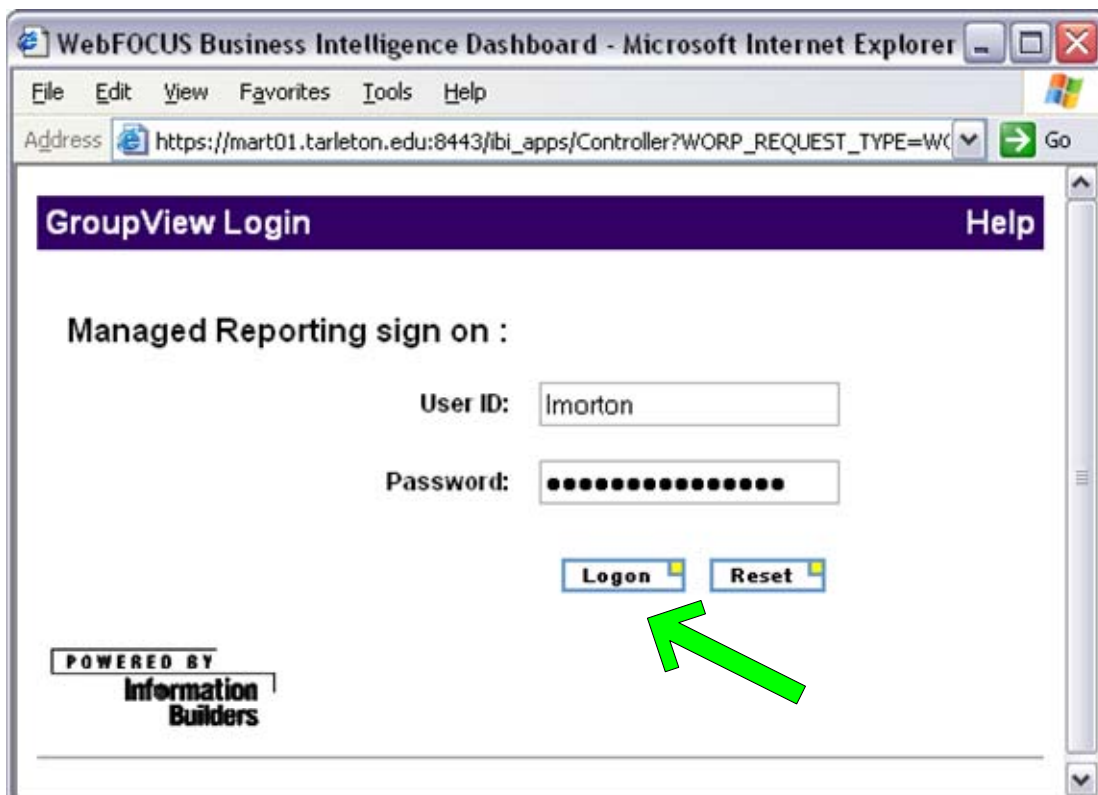 WebFOCUS Business Intelligence Dashboard - Microsoft Internet Explorer
File Edit View Favorites Tools Help
Address https://mart01.tarleton.edu:8443/ibi_apps/Controller?WORP_REQUEST_TYPE=WO Go
GroupView Login Help
Managed Reporting sign on :
User ID: lmorton
Password: ●●●●●●●●●●●●●●●
Logon Reset
POWERED BY
Information
Builders